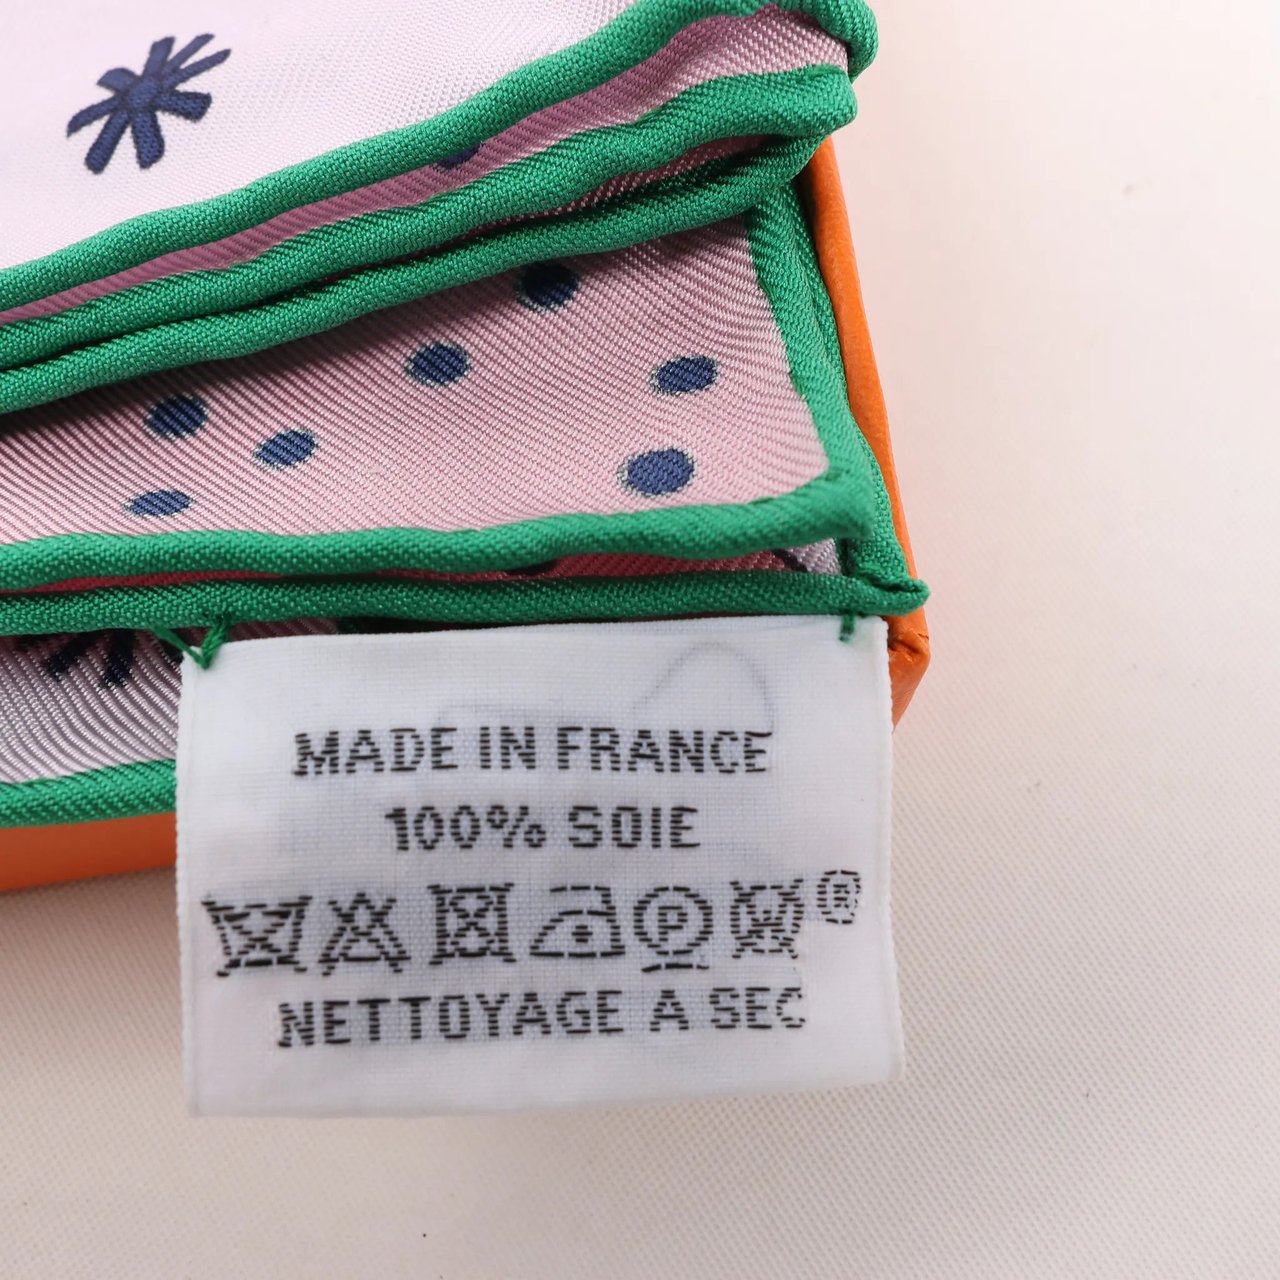 MADE IN FRANCE
100% SOIE
P W ®
NETTOYAGE A SEC